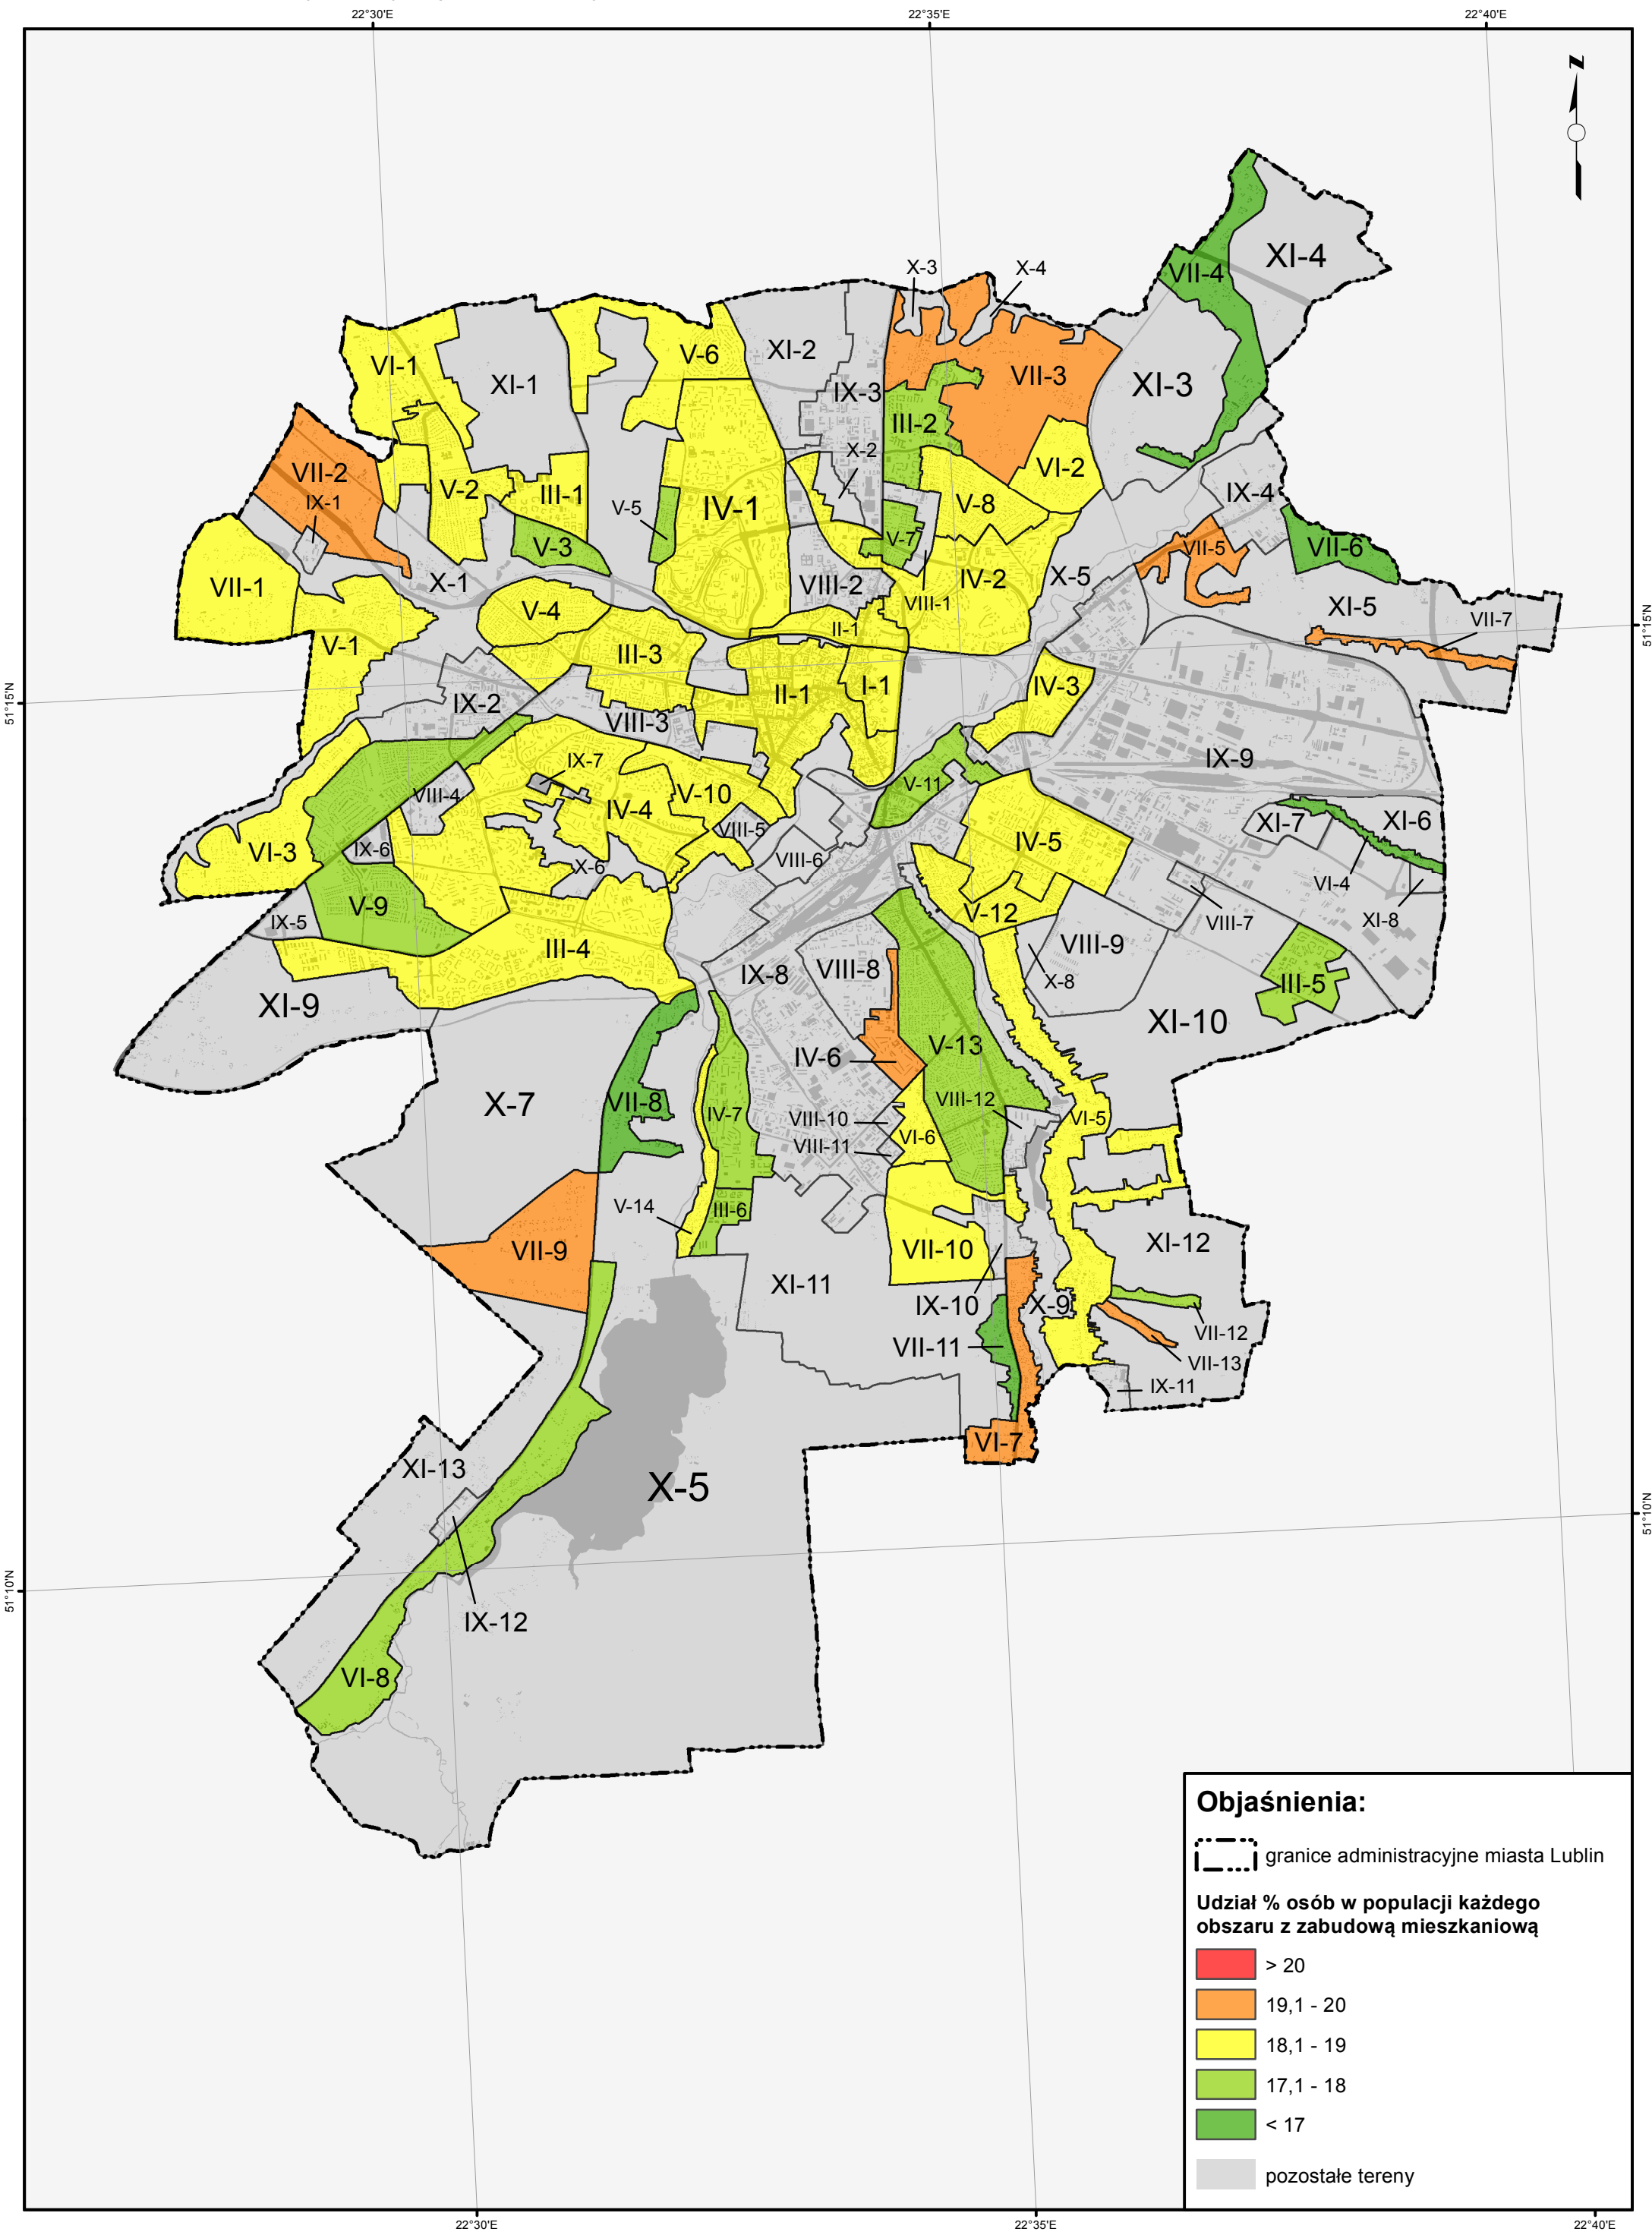 22°30'E
22°35'E
22°40'E
z
XI-4
X-3
X-4
VII-4
VI-1
V-6
XI-2
VII-3
XI-3
XI-1
IX-3
III-2
X-2
VII-2
VI-2
V-2
III-1
IX-4
IX-1
V-5
IV-1
V-8
V-7
V-3
VII-5
VII-6
VII-1
X-1
VIII-2
IV-2
X-5
VIII-1
XI-5
V-4
VII-7
51°15'N
II-1
V-1
III-3
IV-3
II-1
I-1
51°15'N
IX-2
VIII-3
IX-7
IX-9
VIII-4
V-10
V-11
IV-4
XI-7
XI-6
VIII-5
IV-5
VI-3
IX-6
VIII-6
X-6
VI-4
V-9
V-12
XI-8
IX-5
VIII-7
III-4
VIII-9
IX-8
VIII-8
X-8
III-5
XI-9
XI-10
IV-6
V-13
X-7
VII-8
VIII-12
IV-7
VIII-10
VI-5
VI-6
VIII-11
V-14
III-6
VII-9
VII-10
XI-12
XI-11
IX-10
X-9
VII-12
VII-11
VII-13
IX-11
VI-7
XI-13
X-5
51°10'N
51°10'N
IX-12
VI-8
Objaśnienia:
granice administracyjne miasta Lublin
Udział % osób w populacji każdego
obszaru z zabudową mieszkaniową
> 20
19,1 - 20
18,1 - 19
17,1 - 18
< 17
pozostałe tereny
22°30'E
22°35'E
22°40'E